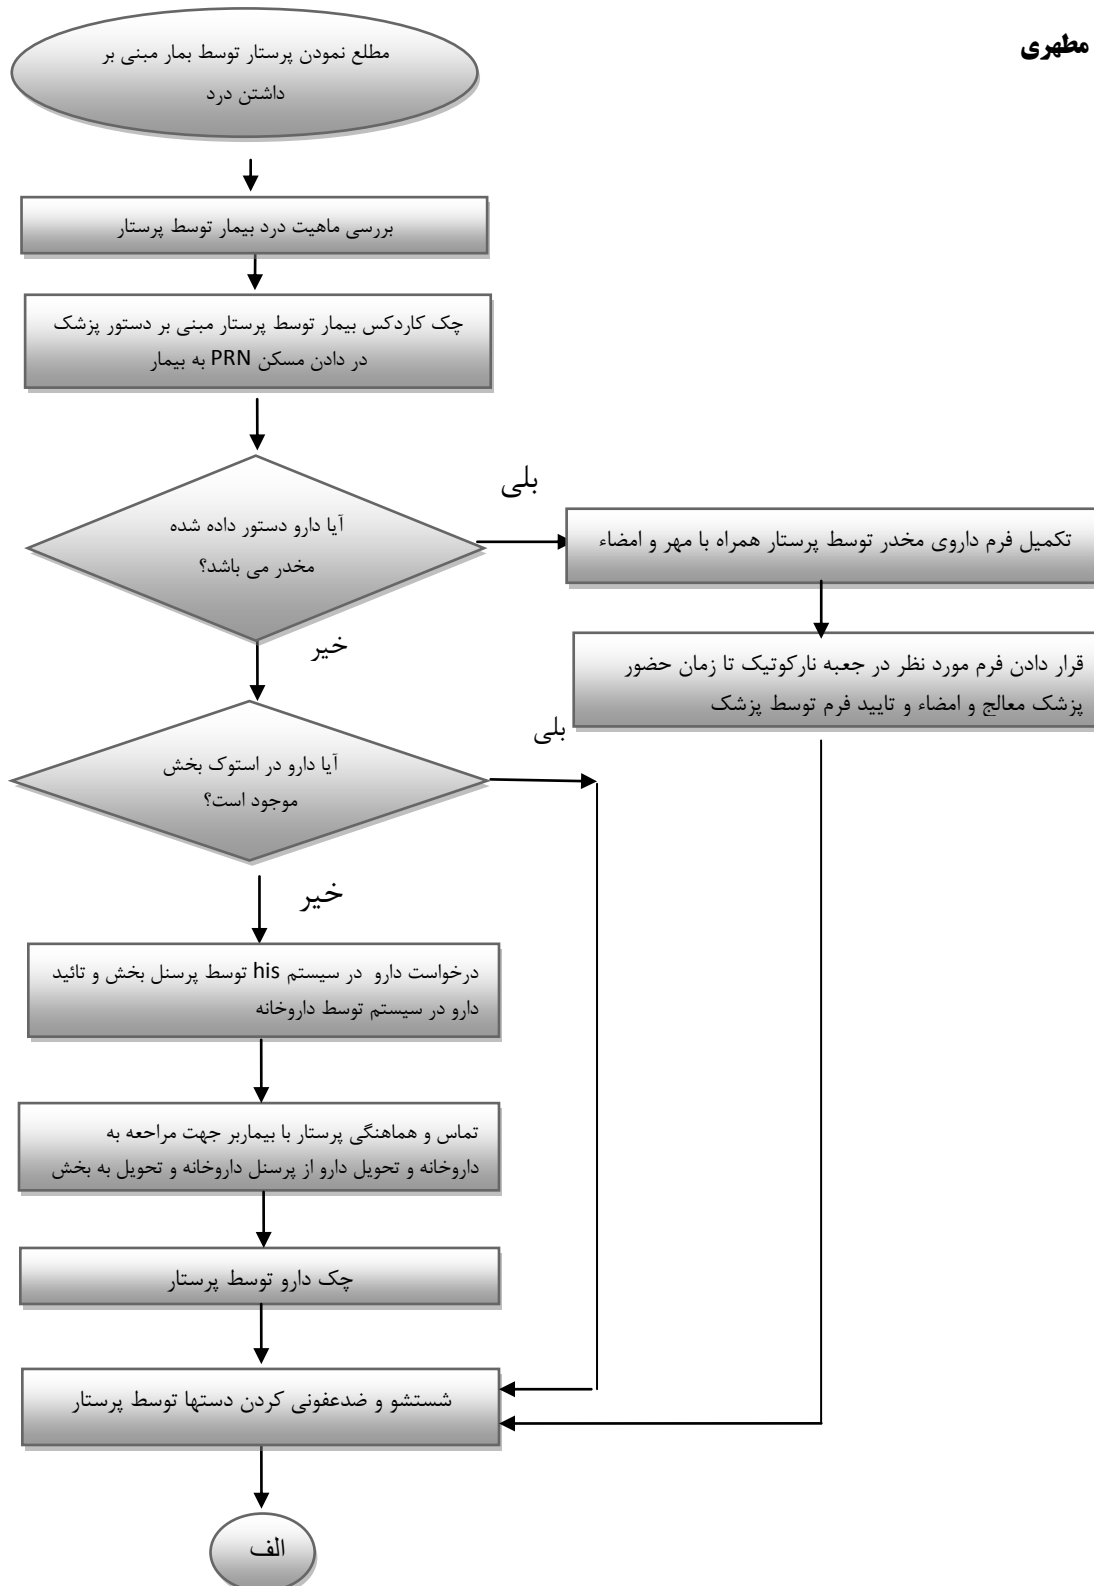 مطهری
مطلع نمودن پرستار توسط بمار مبنی بر
داشتن درد
بررسی ماهیت درد بیمار توسط پرستار
چک کاردکس بیمار توسط پرستار مبنی بر دستور پزشک
در دادن مسکن PRN به بیمار
آیا دارو دستور داده شده
مخدر می باشد؟
بلی
تکمیل فرم داروی مخدر توسط پرستار همراه با مهر و امضاء
قرار دادن فرم مورد نظر در جعبه نارکوتیک تا زمان حضور
پزشک معالج و امضاء و تایید فرم توسط پزشک
خیر
آیا دارو در استوک بخش
موجود است؟
بلی
خیر
درخواست دارو در سیستم his توسط پرسنل بخش و تائید
دارو در سیستم توسط داروخانه
تماس و هماهنگی پرستار با بیماربر جهت مراحعه به
داروخانه و تحویل دارو از پرسنل داروخانه و تحویل به بخش
چک دارو توسط پرستار
شستشو و ضدعفونی کردن دستها توسط پرستار
الف